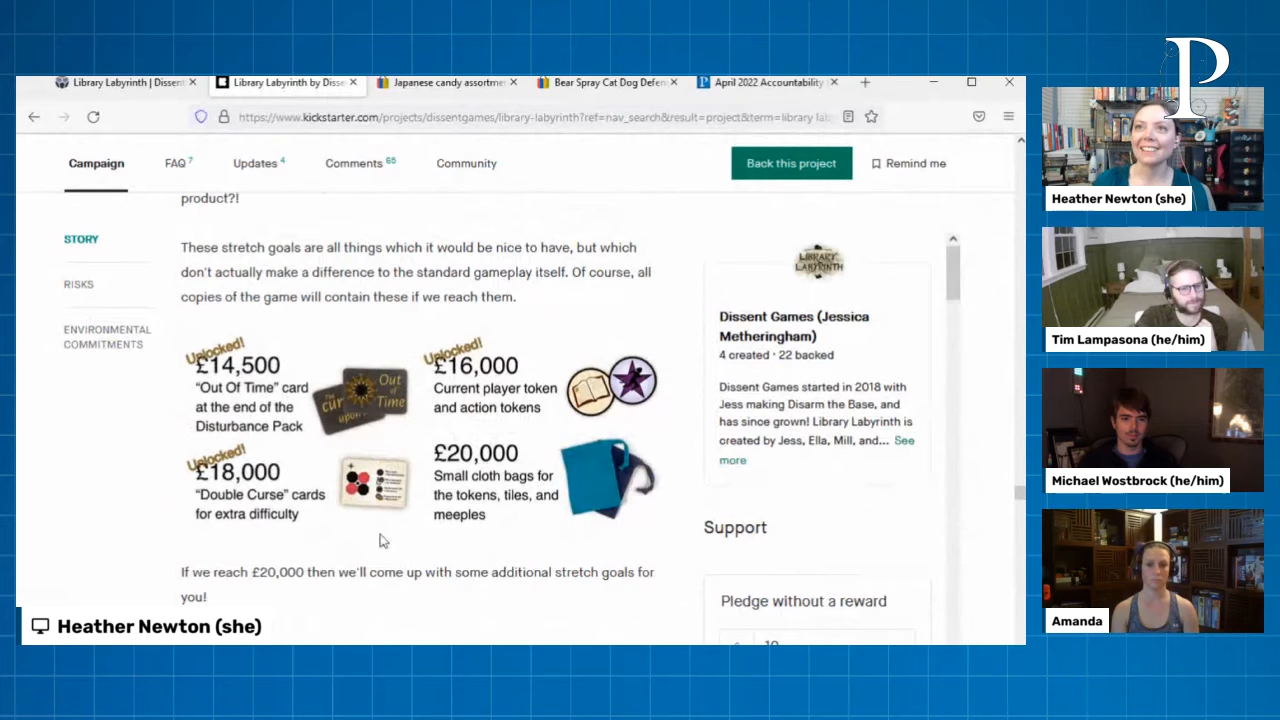 Library Labyrinth | Dissent
Library Labyrinth by Disse
Japanese candy assortme
Bear Spray Cat Dog Defen
April 2022 Accountability
https://www.kickstarter.com/projects/dissentgames/library-labyrinth?ref=nav_search&result=project&term=library lab
Campaign
FAQ 7
Updates 4
Comments 65
Community
Back this project
Remind me
STORY
RISKS
ENVIRONMENTAL
COMMITMENTS
product?!
These stretch goals are all things which it would be nice to have, but which
don't actually make a difference to the standard gameplay itself. Of course, all
copies of the game will contain these if we reach them.
Unlocked!
£14,500
"Out Of Time" card
at the end of the
Disturbance Pack
Out
of
Time
Unlocked!
£16,000
Current player token
and action tokens
Unlocked!
£18,000
"Double Curse" cards
for extra difficulty
£20,000
Small cloth bags for
the tokens, tiles, and
meeples
If we reach £20,000 then we'll come up with some additional stretch goals for
you!
LIBRARY
LABYRINTH
Dissent Games (Jessica
Metheringham)
4 created · 22 backed
Dissent Games started in 2018 with
Jess making Disarm the Base, and
has since grown! Library Labyrinth is
created by Jess, Ella, Mill, and... See
more
Support
Pledge without a reward
10
Heather Newton (she)
P
Heather Newton (she)
Tim Lampasona (he/him)
Michael Wostbrock (he/him)
Amanda